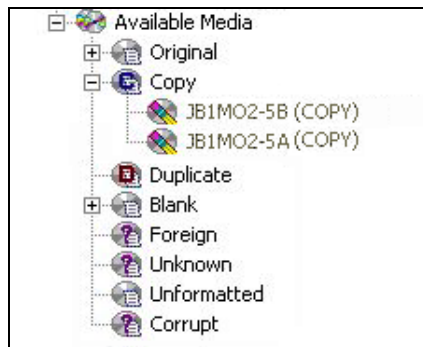 Available Media
Original
Copy
JB1MO2-5B (COPY)
JB1MO2-5A (COPY)
Duplicate
Blank
Foreign
Unknown
Unformatted
Corrupt